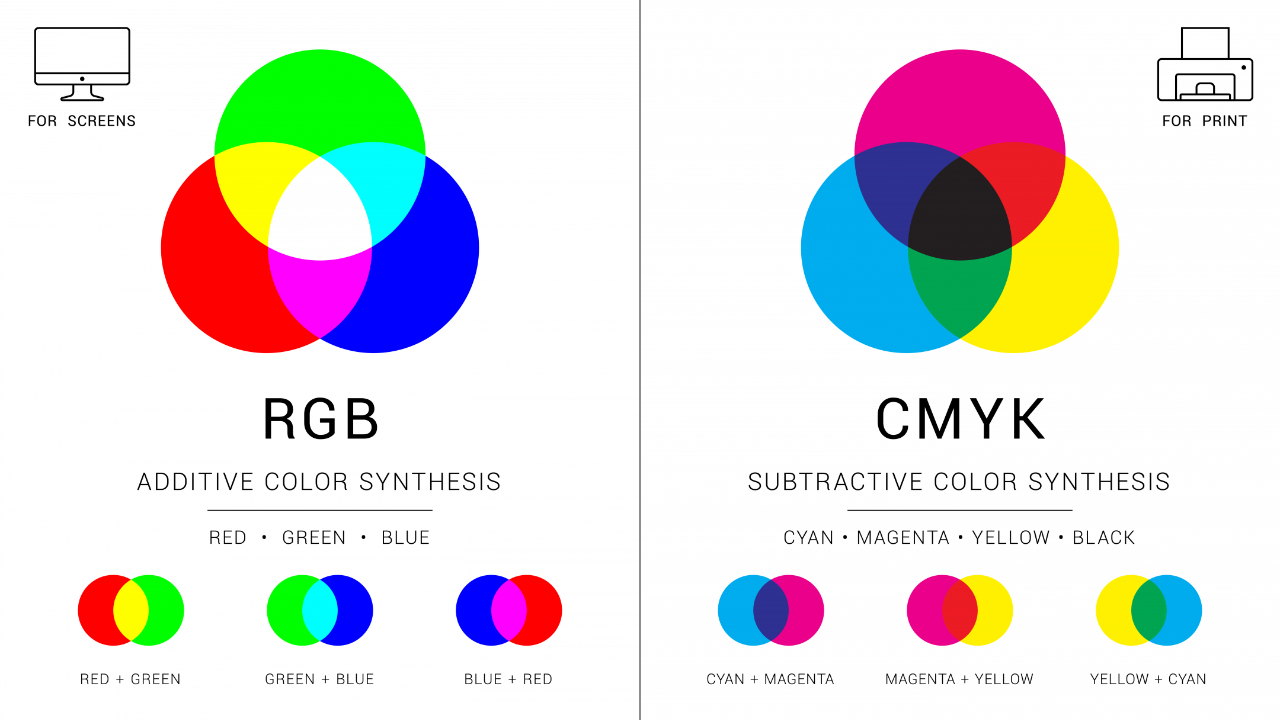 FOR SCREENS
RGB
ADDITIVE COLOR SYNTHESIS
RED • GREEN • BLUE
RED + GREEN
GREEN + BLUE
BLUE + RED
FOR PRINT
CMYK
SUBTRACTIVE COLOR SYNTHESIS
CYAN • MAGENTA • YELLOW • BLACK
CYAN + MAGENTA
MAGENTA + YELLOW
YELLOW + CYAN